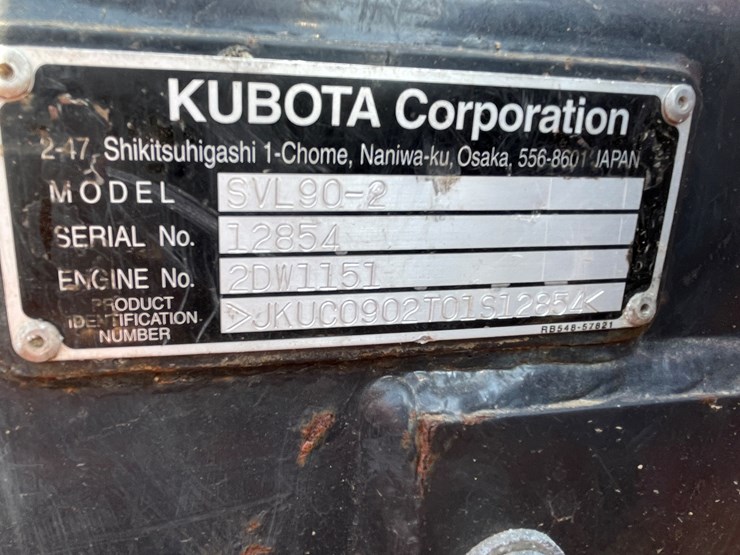 KUBOTA Corporation
2-47, Shikitsuhigashi 1-Chome, Naniwa-ku, Osaka, 556-8601 JAPAN
MODEL SVL90-2
SERIAL No. 12854
ENGINE No. 2DW1151
PRODUCT
IDENTIFICATION
NUMBER >JKUC0902T01S12854<
RB548-57821